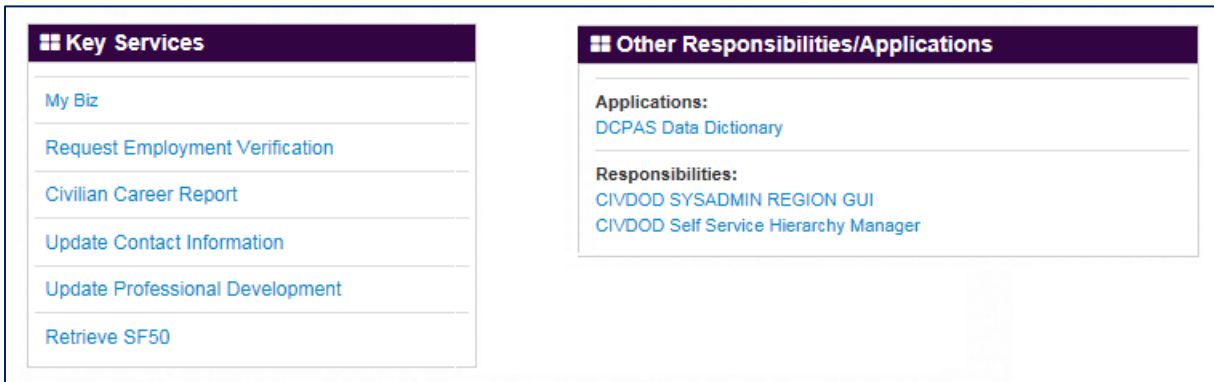 Key Services
My Biz
Request Employment Verification
Civilian Career Report
Update Contact Information
Update Professional Development
Retrieve SF50
Other Responsibilities/Applications
Applications:
DCPAS Data Dictionary
Responsibilities:
CIVDOD SYSADMIN REGION GUI
CIVDOD Self Service Hierarchy Manager